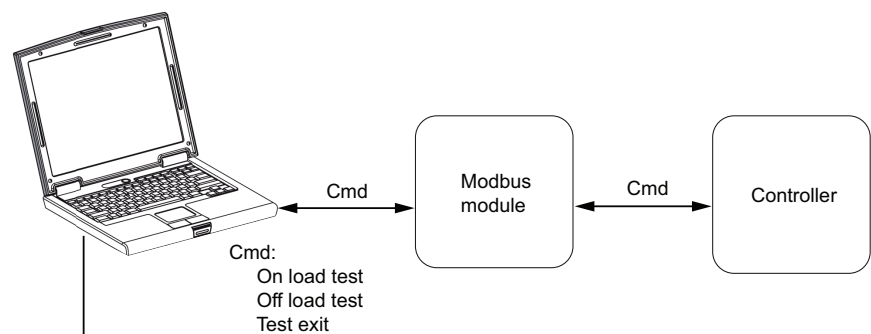 Cmd
Modbus
module
Cmd
Controller
Cmd:
On load test
Off load test
Test exit